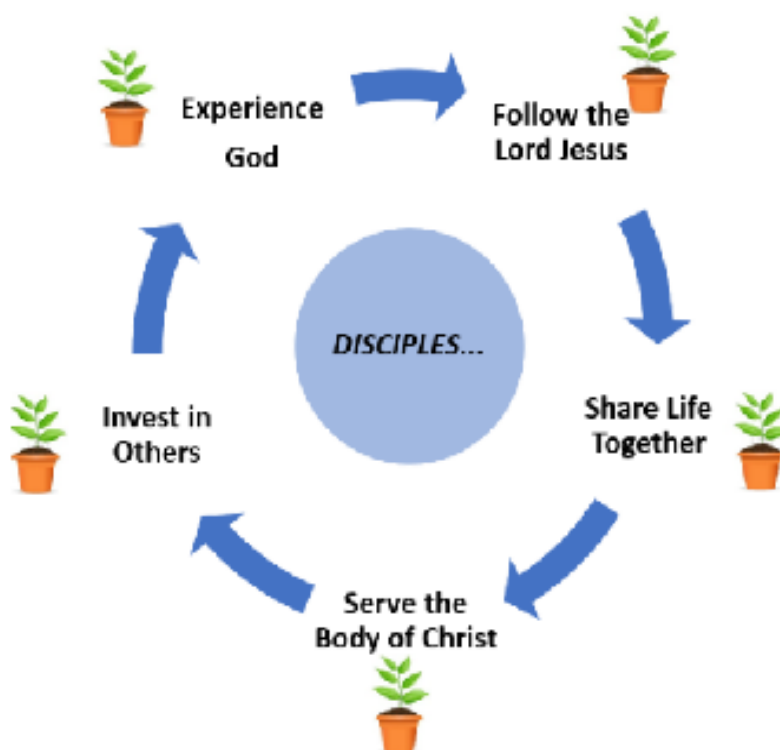 Experience
God
Follow the
Lord Jesus
DISCIPLES...
Share Life
Together
Invest in
Others
Serve the
Body of Christ